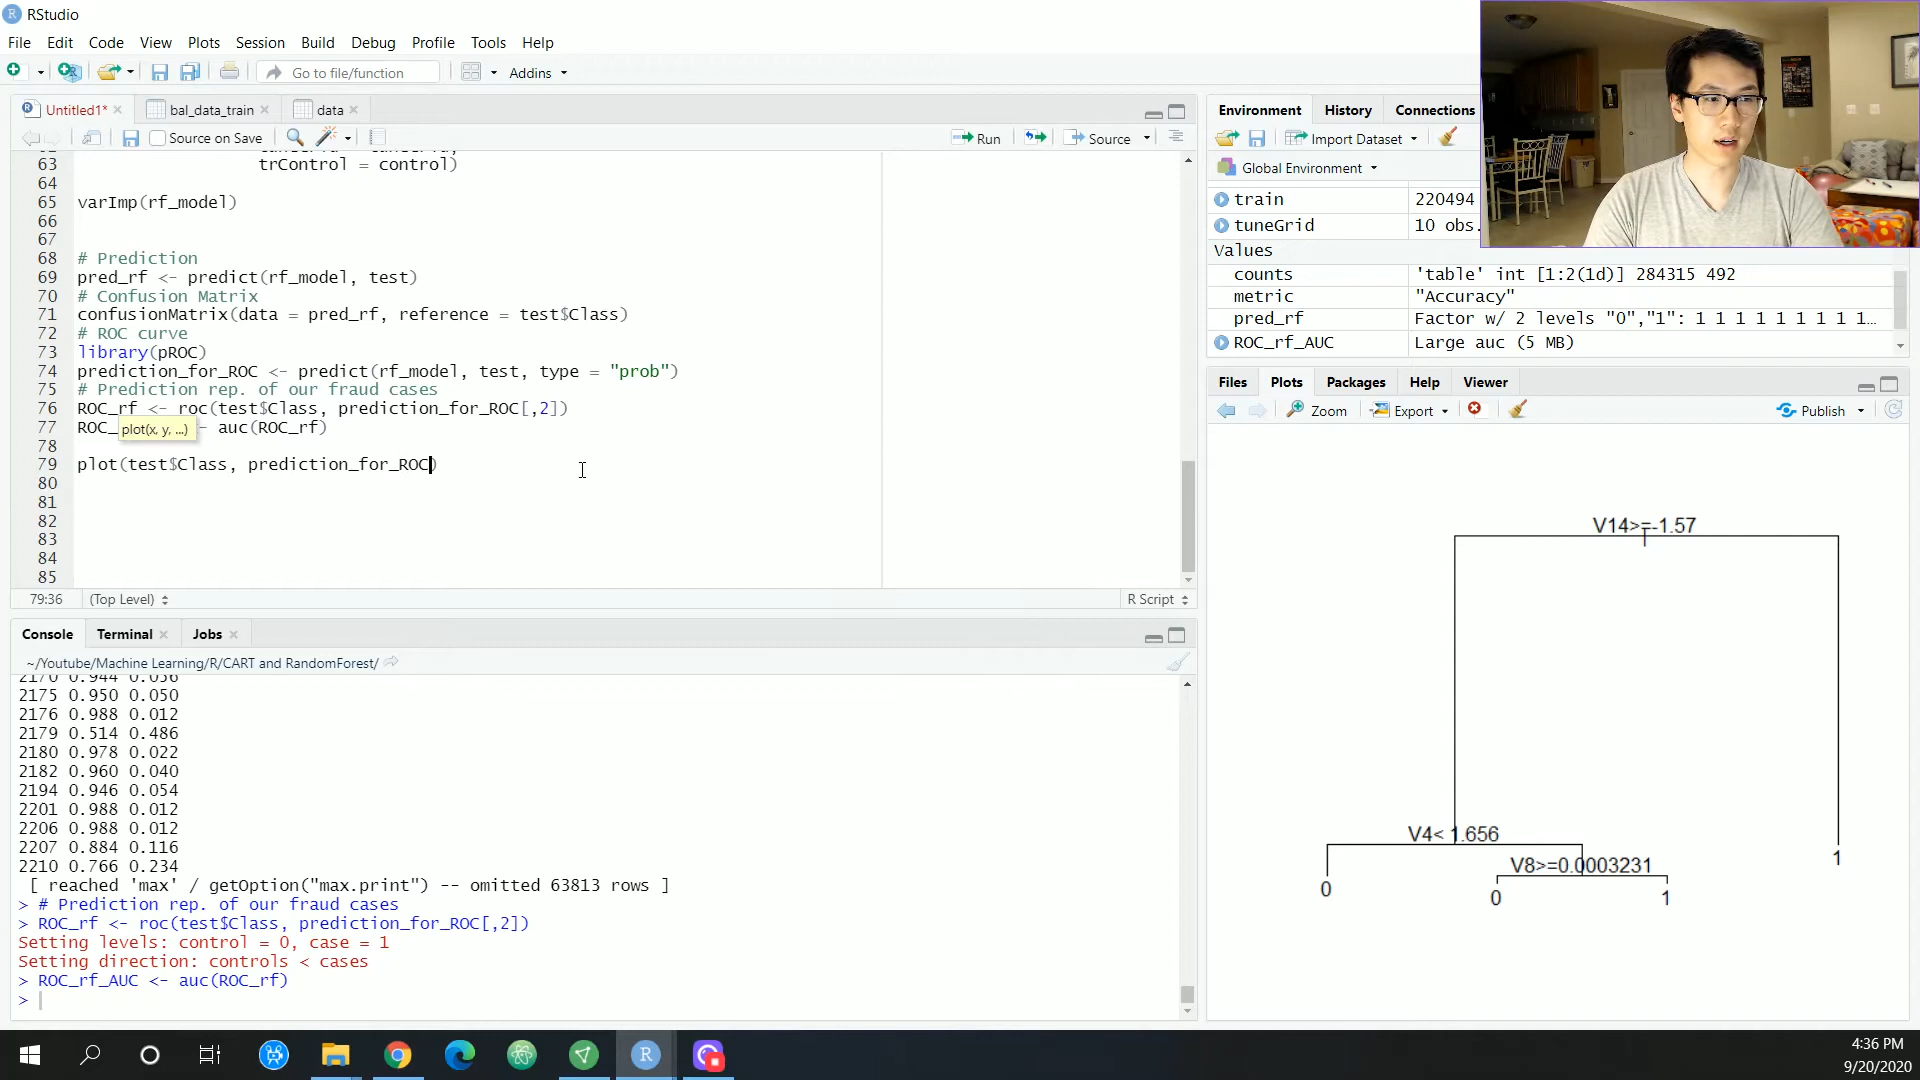 RStudio
File Edit Code View Plots Session Build Debug Profile Tools Help
Go to file/function Addins
Untitled1* bal_data_train data
Source on Save Run Source
63 trControl = control)
64
65 varImp(rf_model)
66
67
68 # Prediction
69 pred_rf <- predict(rf_model, test)
70 # Confusion Matrix
71 confusionMatrix(data = pred_rf, reference = test$Class)
72 # ROC curve
73 library(pROC)
74 prediction_for_ROC <- predict(rf_model, test, type = "prob")
75 # Prediction rep. of our fraud cases
76 ROC_rf <- roc(test$Class, prediction_for_ROC[,2])
77 ROC_ - auc(ROC_rf)
plot(x, y, ...)
78
79 plot(test$Class, prediction_for_ROC)
80
81
82
83
84
85
79:36 (Top Level) R Script
Console Terminal Jobs
~/Youtube/Machine Learning/R/CART and RandomForest/
2170 0.944 0.056
2175 0.950 0.050
2176 0.988 0.012
2179 0.514 0.486
2180 0.978 0.022
2182 0.960 0.040
2194 0.946 0.054
2201 0.988 0.012
2206 0.988 0.012
2207 0.884 0.116
2210 0.766 0.234
[ reached 'max' / getOption("max.print") -- omitted 63813 rows ]
> # Prediction rep. of our fraud cases
> ROC_rf <- roc(test$Class, prediction_for_ROC[,2])
Setting levels: control = 0, case = 1
Setting direction: controls < cases
> ROC_rf_AUC <- auc(ROC_rf)
>
Environment History Connections
Import Dataset
Global Environment
train 220494
tuneGrid 10 obs.
Values
counts 'table' int [1:2(1d)] 284315 492
metric "Accuracy"
pred_rf Factor w/ 2 levels "0","1": 1 1 1 1 1 1 1 1 1…
ROC_rf_AUC Large auc (5 MB)
Files Plots Packages Help Viewer
Zoom Export Publish
V14>=-1.57
V4< 1.656
V8>=0.0003231
1
0
0 1
4:36 PM
9/20/2020